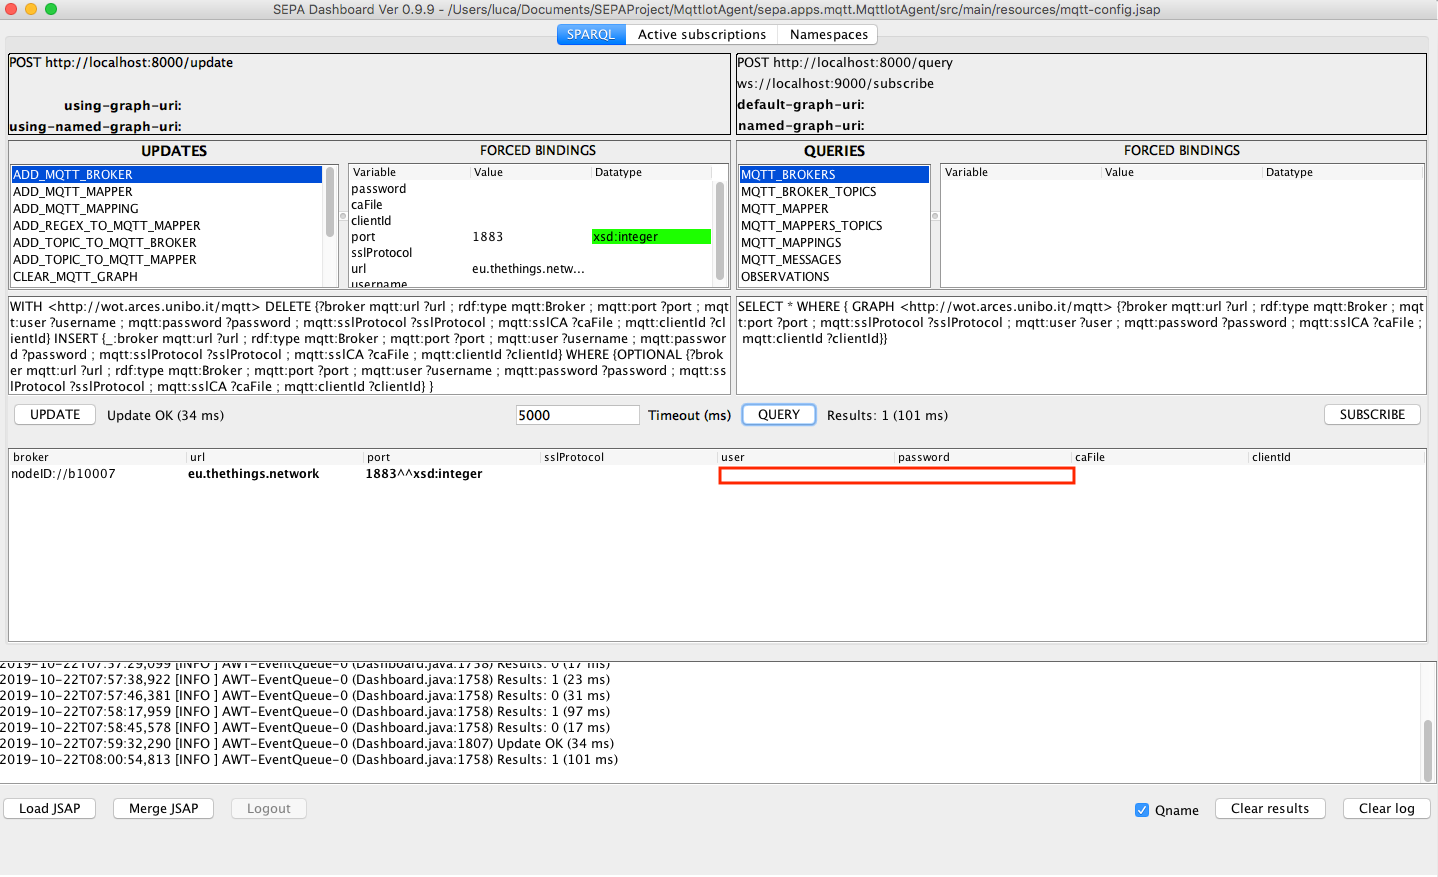 SEPA Dashboard Ver 0.9.9 - /Users/luca/Documents/SEPAProject/MqttIotAgent/sepa.apps.mqtt.MqttIotAgent/src/main/resources/mqtt-config.jsap
SPARQL Active subscriptions Namespaces
POST http://localhost:8000/update
using-graph-uri:
using-named-graph-uri:
POST http://localhost:8000/query
ws://localhost:9000/subscribe
default-graph-uri:
named-graph-uri:
UPDATES
ADD_MQTT_BROKER
ADD_MQTT_MAPPER
ADD_MQTT_MAPPING
ADD_REGEX_TO_MQTT_MAPPER
ADD_TOPIC_TO_MQTT_BROKER
ADD_TOPIC_TO_MQTT_MAPPER
CLEAR_MQTT_GRAPH
FORCED BINDINGS
Variable Value Datatype
password
caFile
clientId
port 1883 xsd:integer
sslProtocol
url eu.thethings.netw...
username
QUERIES
MQTT_BROKERS
MQTT_BROKER_TOPICS
MQTT_MAPPER
MQTT_MAPPERS_TOPICS
MQTT_MAPPINGS
MQTT_MESSAGES
OBSERVATIONS
FORCED BINDINGS
Variable Value Datatype
WITH <http://wot.arces.unibo.it/mqtt> DELETE {?broker mqtt:url ?url ; rdf:type mqtt:Broker ; mqtt:port ?port ; mqt
t:user ?username ; mqtt:password ?password ; mqtt:sslProtocol ?sslProtocol ; mqtt:sslCA ?caFile ; mqtt:clientId ?cl
ientId} INSERT {_:broker mqtt:url ?url ; rdf:type mqtt:Broker ; mqtt:port ?port ; mqtt:user ?username ; mqtt:passwor
d ?password ; mqtt:sslProtocol ?sslProtocol ; mqtt:sslCA ?caFile ; mqtt:clientId ?clientId} WHERE {OPTIONAL {?brok
er mqtt:url ?url ; rdf:type mqtt:Broker ; mqtt:port ?port ; mqtt:user ?username ; mqtt:password ?password ; mqtt:ss
lProtocol ?sslProtocol ; mqtt:sslCA ?caFile ; mqtt:clientId ?clientId} }
SELECT * WHERE { GRAPH <http://wot.arces.unibo.it/mqtt> {?broker mqtt:url ?url ; rdf:type mqtt:Broker ; mqt
t:port ?port ; mqtt:sslProtocol ?sslProtocol ; mqtt:user ?user ; mqtt:password ?password ; mqtt:sslCA ?caFile ;
mqtt:clientId ?clientId}}
UPDATE Update OK (34 ms) 5000 Timeout (ms) QUERY Results: 1 (101 ms) SUBSCRIBE
broker url port sslProtocol user password caFile clientId
nodeID://b10007 eu.thethings.network 1883^^xsd:integer
2019-10-22T07:57:29,099 [INFO ] AWT-EventQueue-0 (Dashboard.java:1758) Results: 0 (17 ms)
2019-10-22T07:57:38,922 [INFO ] AWT-EventQueue-0 (Dashboard.java:1758) Results: 1 (23 ms)
2019-10-22T07:57:46,381 [INFO ] AWT-EventQueue-0 (Dashboard.java:1758) Results: 0 (31 ms)
2019-10-22T07:58:17,959 [INFO ] AWT-EventQueue-0 (Dashboard.java:1758) Results: 1 (97 ms)
2019-10-22T07:58:45,578 [INFO ] AWT-EventQueue-0 (Dashboard.java:1758) Results: 0 (17 ms)
2019-10-22T07:59:32,290 [INFO ] AWT-EventQueue-0 (Dashboard.java:1807) Update OK (34 ms)
2019-10-22T08:00:54,813 [INFO ] AWT-EventQueue-0 (Dashboard.java:1758) Results: 1 (101 ms)
Load JSAP Merge JSAP Logout Qname Clear results Clear log